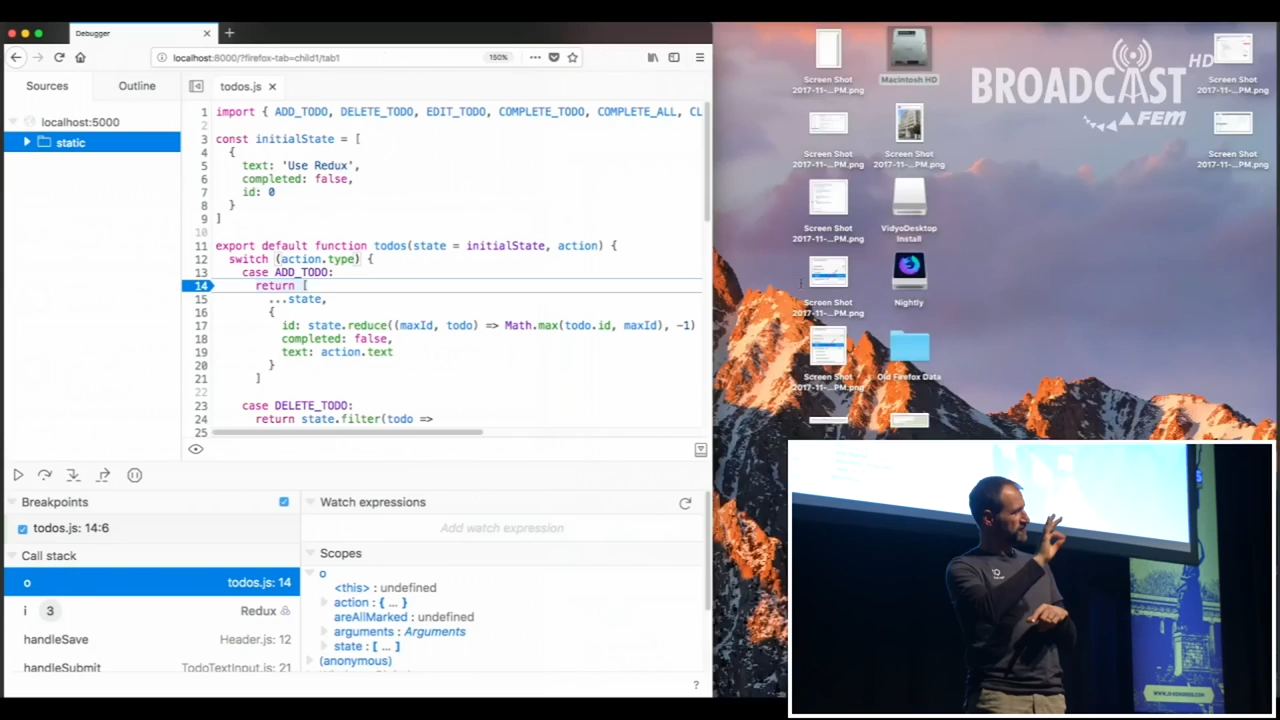 Debugger
localhost:8000/?firefox-tab=child1/tab1
150%
Sources
Outline
todos.js
localhost:5000
static
1 import { ADD_TODO, DELETE_TODO, EDIT_TODO, COMPLETE_TODO, COMPLETE_ALL, CL
2
3 const initialState = [
4 {
5 text: 'Use Redux',
6 completed: false,
7 id: 0
8 }
9 ]
10
11 export default function todos(state = initialState, action) {
12 switch (action.type) {
13 case ADD_TODO:
14 return [
15 ...state,
16 {
17 id: state.reduce((maxId, todo) => Math.max(todo.id, maxId), -1)
18 completed: false,
19 text: action.text
20 }
21 ]
22
23 case DELETE_TODO:
24 return state.filter(todo =>
25
Breakpoints
todos.js: 14:6
Call stack
o todos.js: 14
i 3 Redux
handleSave Header.js: 12
handleSubmit TodoTextInput.js: 21
Watch expressions
Add watch expression
Scopes
o
<this> : undefined
action : { … }
areAllMarked : undefined
arguments : Arguments
state : [ … ]
(anonymous)
?
Screen Shot
2017-11-...PM.png
Macintosh HD
Screen Shot
2017-11-...PM.png
Screen Shot
2017-11-...PM.png
Screen Shot
2017-11-...PM.png
Screen Shot
2017-11-...PM.png
Screen Shot
2017-11-...PM.png
VidyoDesktop
Install
Screen Shot
2017-11-...PM.png
Nightly
Screen Shot
2017-11-...PM.png
Old Firefox Data
BROADCAST HD
FEM
WWW.JS-KONGRESS.COM